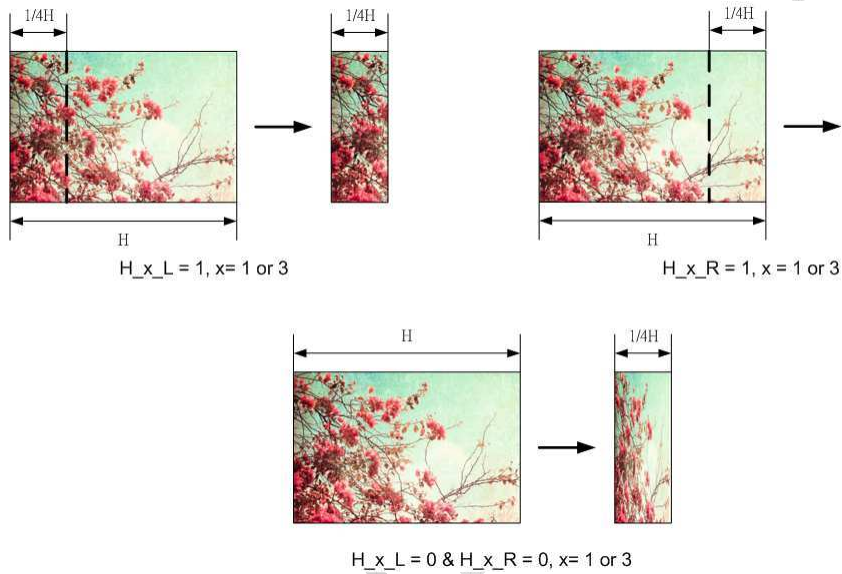 1/4H 1/4H 1/4H
H H
H_x_L = 1, x= 1 or 3 H_x_R = 1, x = 1 or 3
H 1/4H
H_x_L = 0 & H_x_R = 0, x= 1 or 3